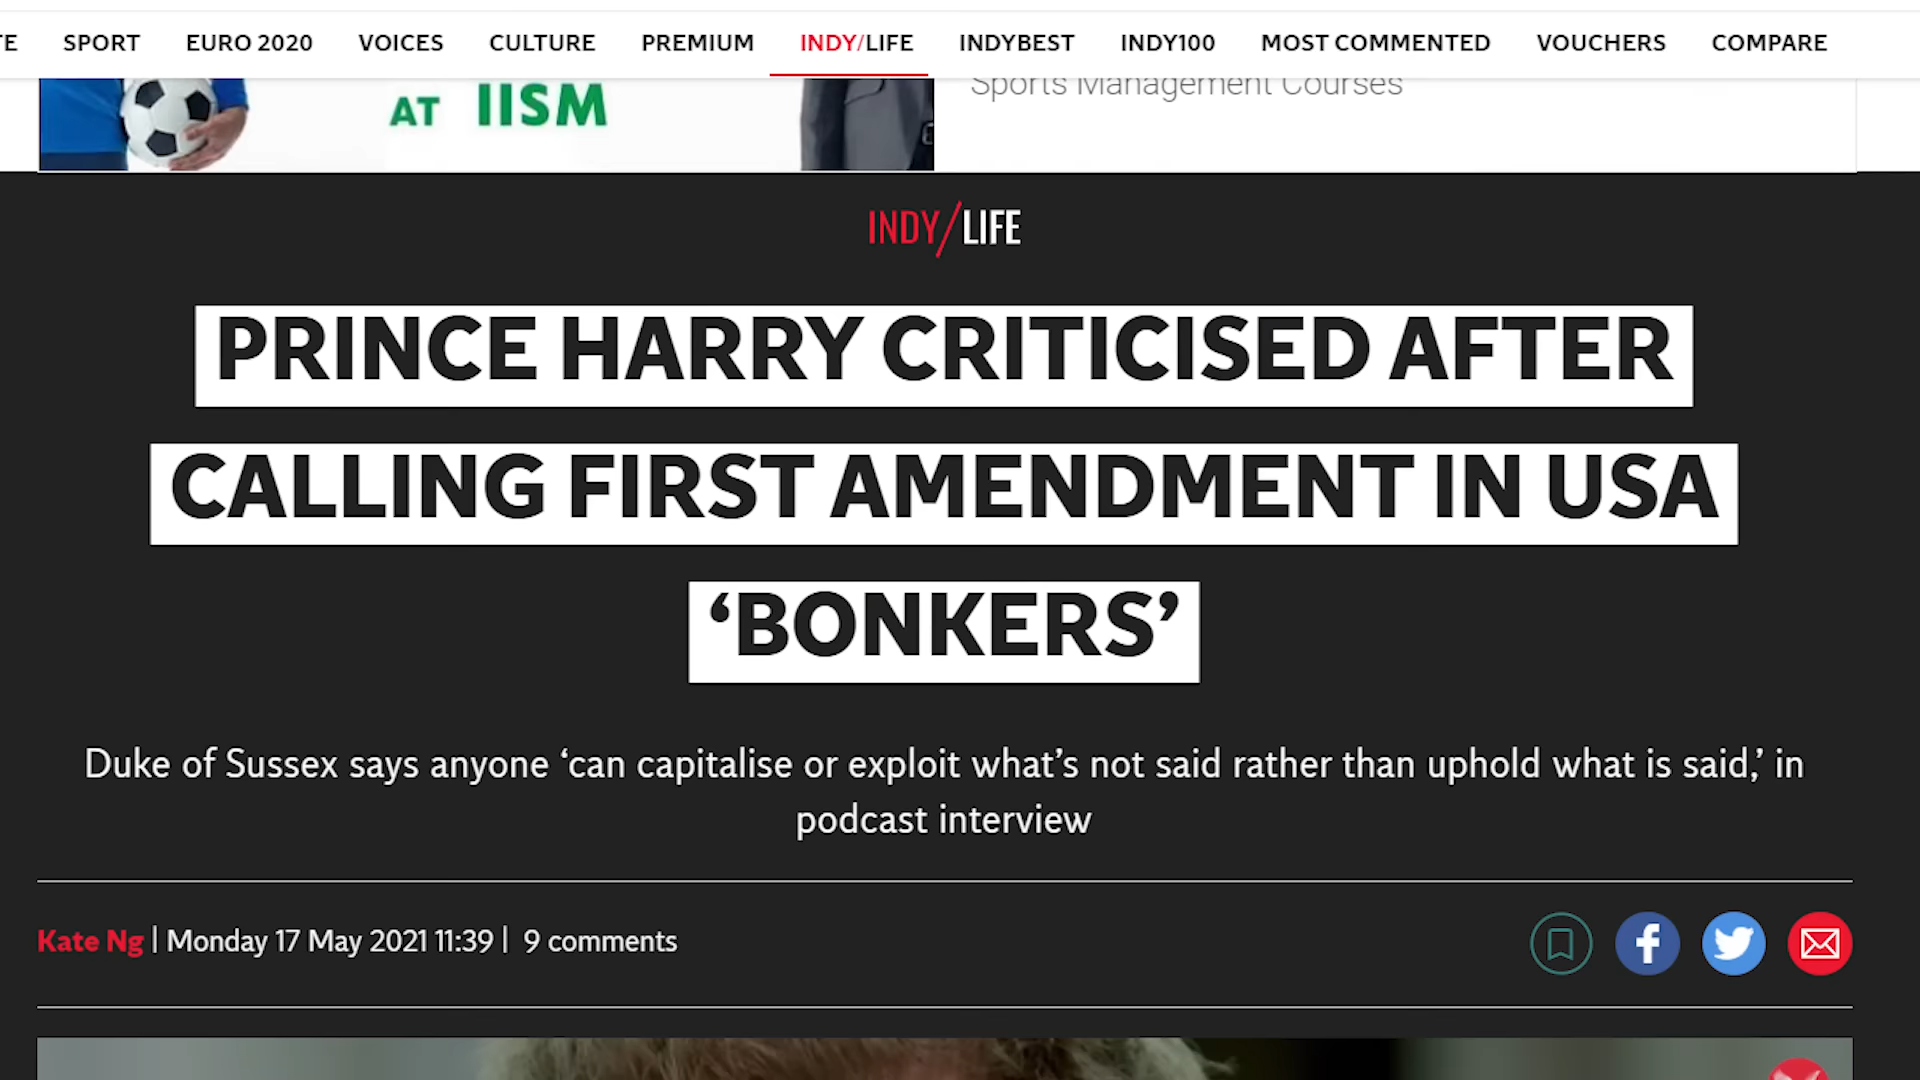 SPORT EURO 2020 VOICES CULTURE PREMIUM INDY/LIFE INDYBEST INDY100 MOST COMMENTED VOUCHERS COMPARE
AT IISM
Sports Management Courses
INDY/LIFE
PRINCE HARRY CRITICISED AFTER
CALLING FIRST AMENDMENT IN USA
‘BONKERS’
Duke of Sussex says anyone ‘can capitalise or exploit what’s not said rather than uphold what is said,’ in
podcast interview
Kate Ng | Monday 17 May 2021 11:39 | 9 comments